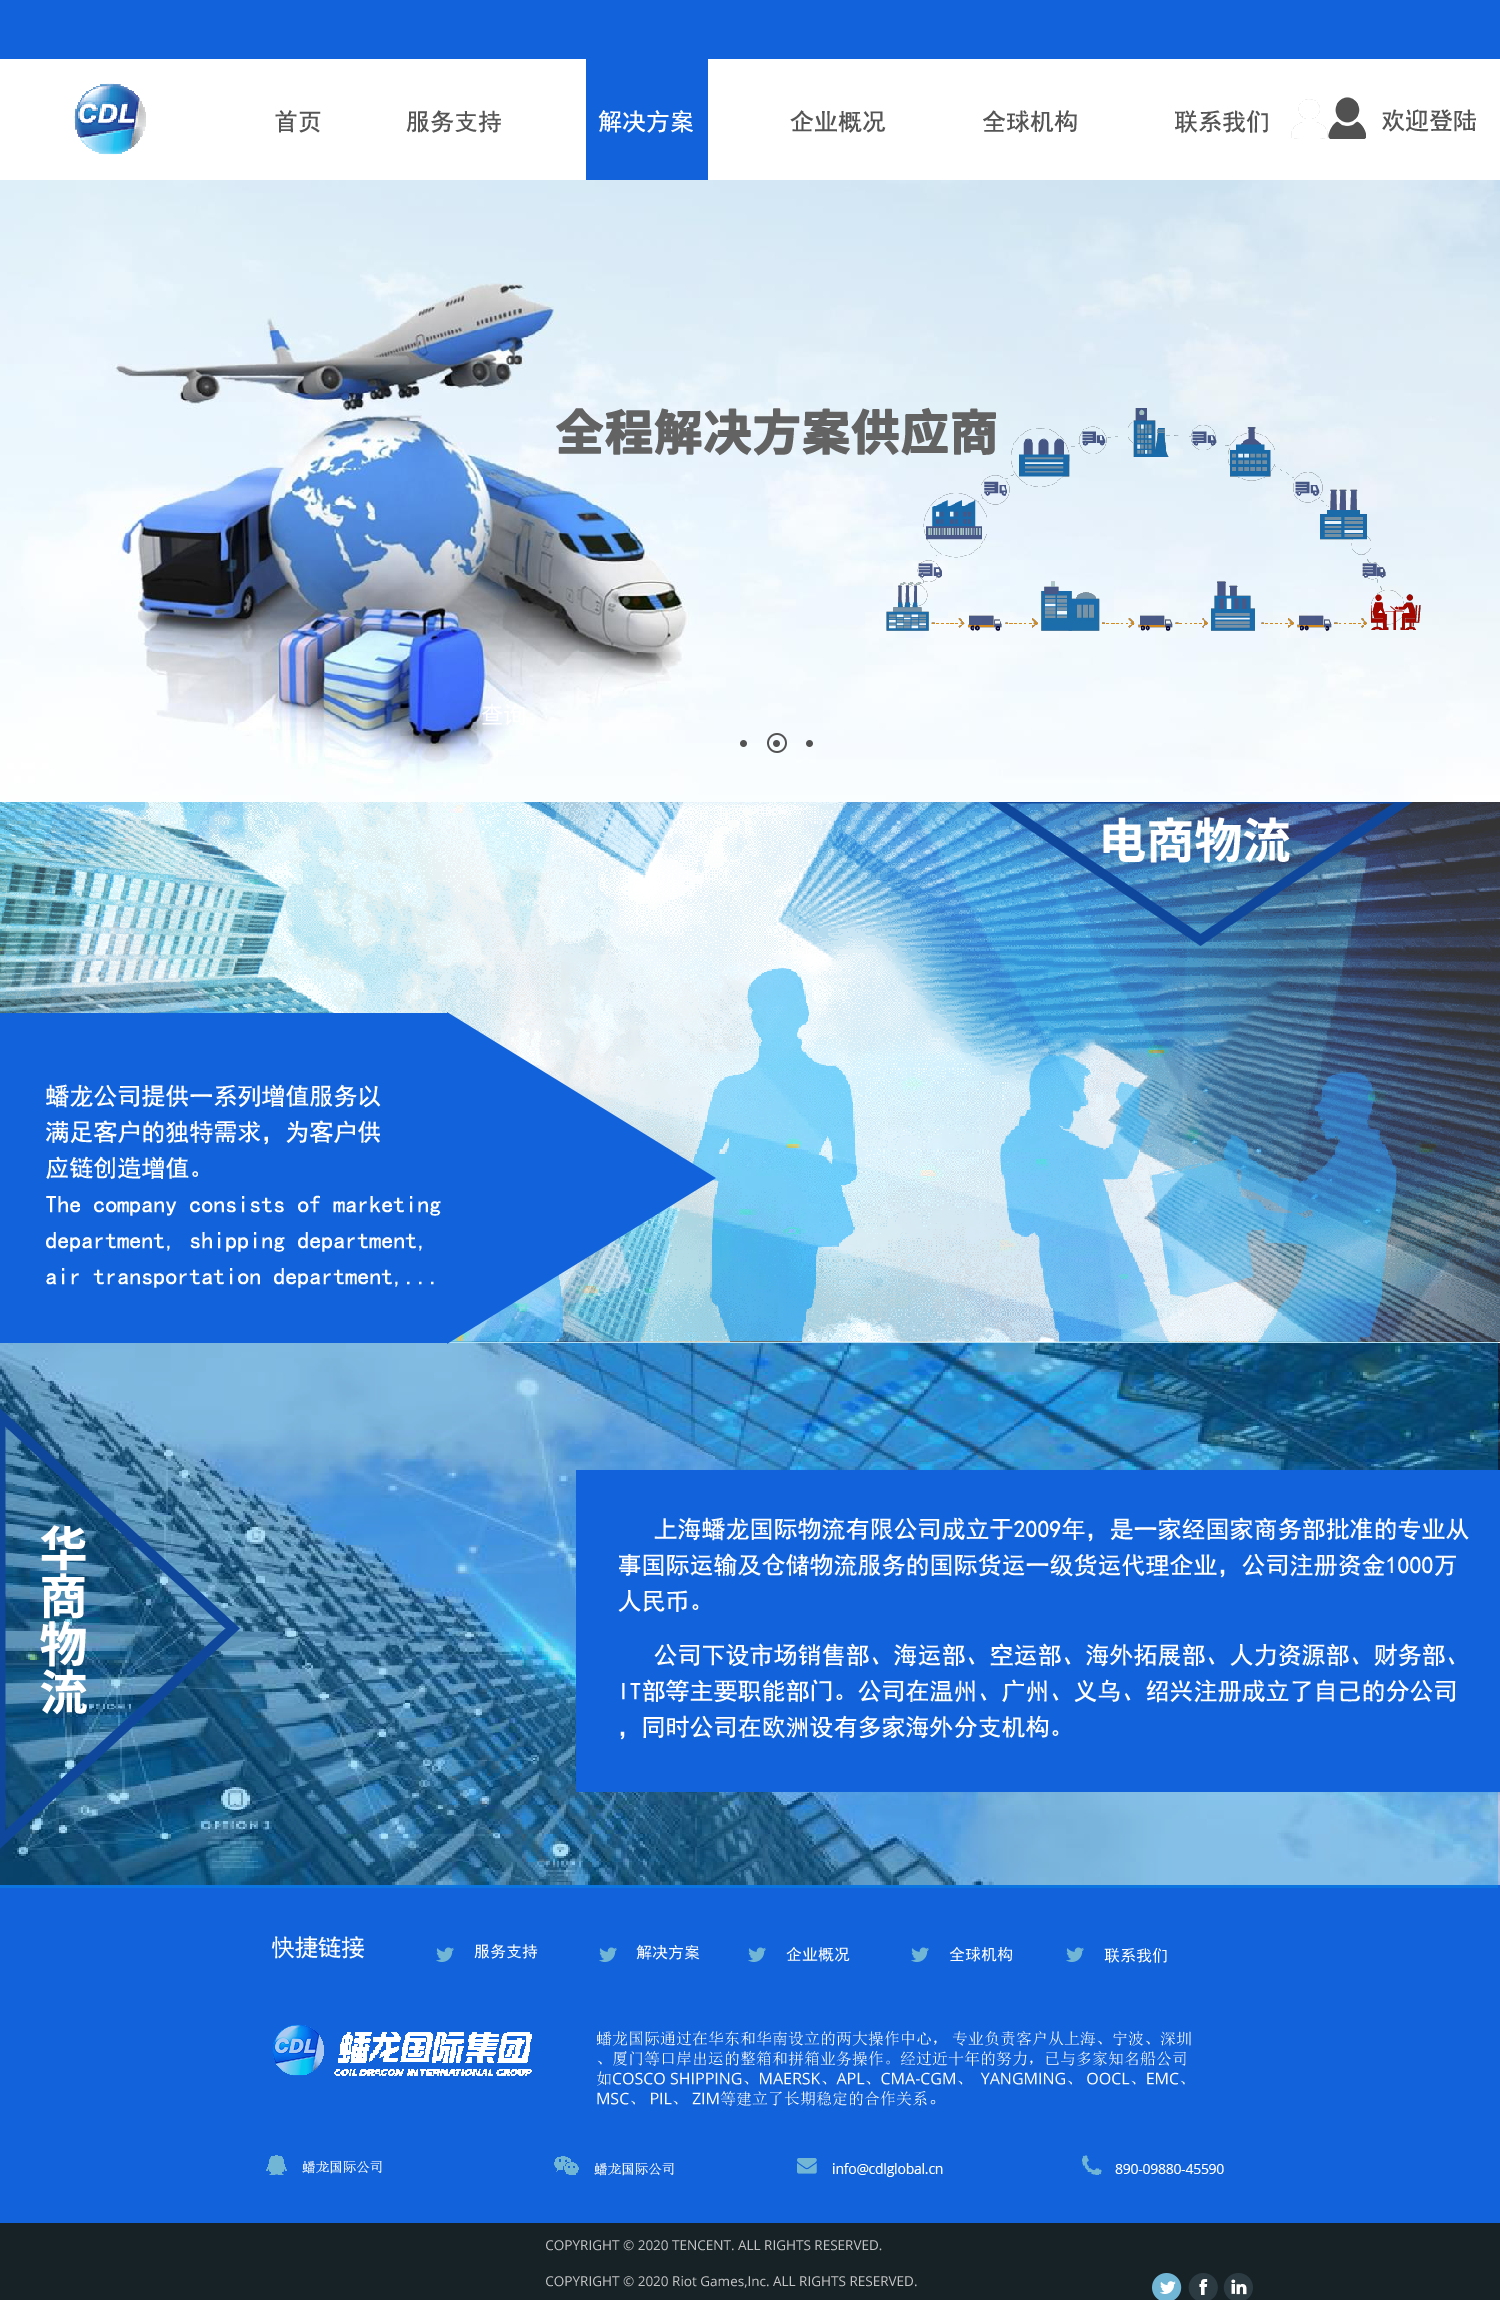 CDL
首页
服务支持
解决方案
企业概况
全球机构
联系我们
欢迎登陆
全程解决方案供应商
查询
电商物流
蟠龙公司提供一系列增值服务以
满足客户的独特需求，为客户供
应链创造增值。
The company consists of marketing
department, shipping department,
air transportation department,...
华商物流
上海蟠龙国际物流有限公司成立于2009年，是一家经国家商务部批准的专业从
事国际运输及仓储物流服务的国际货运一级货运代理企业，公司注册资金1000万
人民币。
公司下设市场销售部、海运部、空运部、海外拓展部、人力资源部、财务部、
IT部等主要职能部门。公司在温州、广州、义乌、绍兴注册成立了自己的分公司
，同时公司在欧洲设有多家海外分支机构。
OPTION 1
快捷链接
服务支持
解决方案
企业概况
全球机构
联系我们
CDL 蟠龙国际集团
COIL DRACON INTERNATIONAL GROUP
蟠龙国际通过在华东和华南设立的两大操作中心， 专业负责客户从上海、宁波、深圳
、厦门等口岸出运的整箱和拼箱业务操作。经过近十年的努力，已与多家知名船公司
如COSCO SHIPPING、MAERSK、APL、CMA-CGM、 YANGMING、 OOCL、EMC、
MSC、 PIL、 ZIM等建立了长期稳定的合作关系。
蟠龙国际公司
蟠龙国际公司
info@cdlglobal.cn
890-09880-45590
COPYRIGHT © 2020 TENCENT. ALL RIGHTS RESERVED.
COPYRIGHT © 2020 Riot Games,Inc. ALL RIGHTS RESERVED.